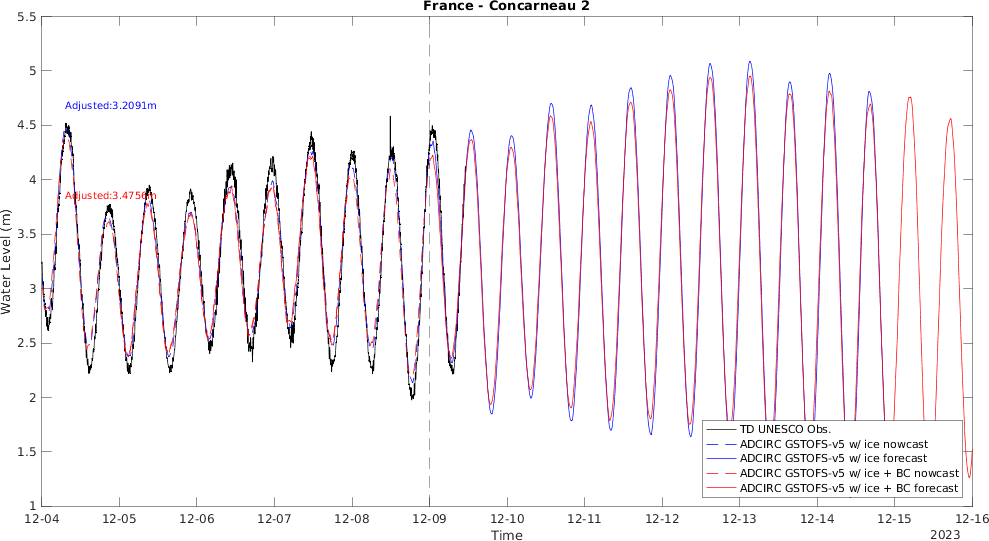 France - Concarneau 2
5.5
5
4.5
4
3.5
3
2.5
2
1.5
1
Water Level (m)
Adjusted:3.2091m
Adjusted:3.4756m
TD UNESCO Obs.
ADCIRC GSTOFS-v5 w/ ice nowcast
ADCIRC GSTOFS-v5 w/ ice forecast
ADCIRC GSTOFS-v5 w/ ice + BC nowcast
ADCIRC GSTOFS-v5 w/ ice + BC forecast
12-04 12-05 12-06 12-07 12-08 12-09 12-10 12-11 12-12 12-13 12-14 12-15 12-16
Time
2023